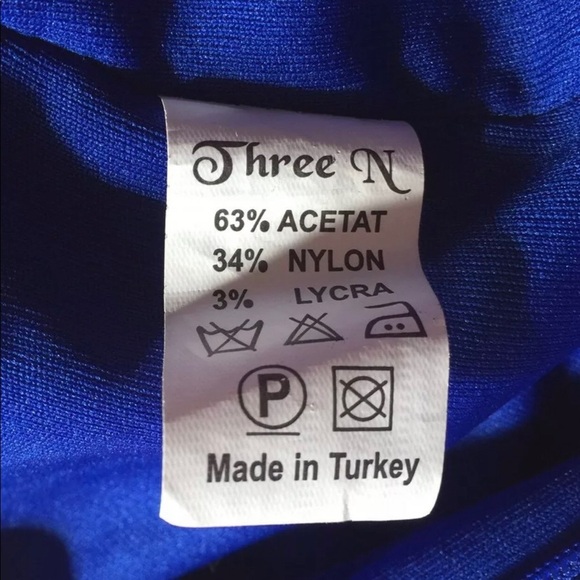 Three N
63% ACETAT
34% NYLON
3% LYCRA
P
Made in Turkey